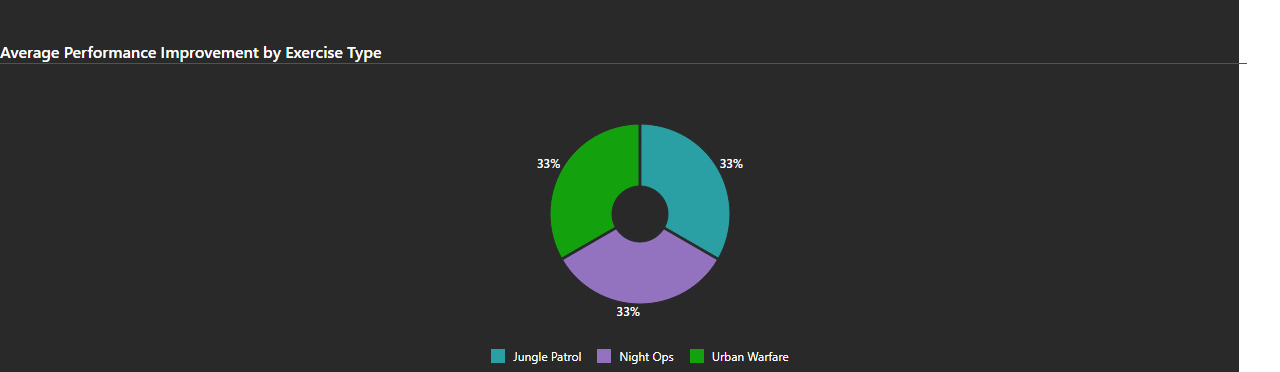 Average Performance Improvement by Exercise Type
33% 33%
33%
Jungle Patrol Night Ops Urban Warfare